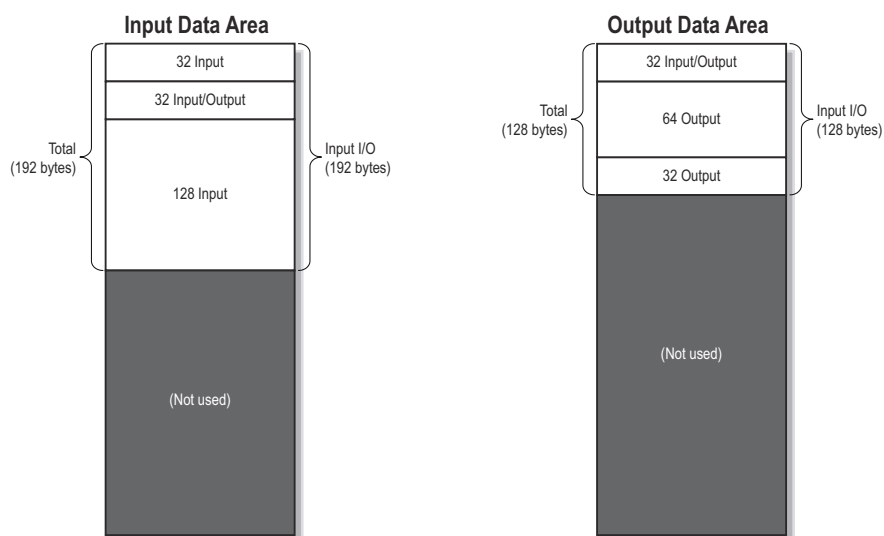 Input Data Area
32 Input
32 Input/Output
Total
(192 bytes)
Input I/O
(192 bytes)
128 Input
(Not used)
Output Data Area
32 Input/Output
Total
(128 bytes)
64 Output
Input I/O
(128 bytes)
32 Output
(Not used)